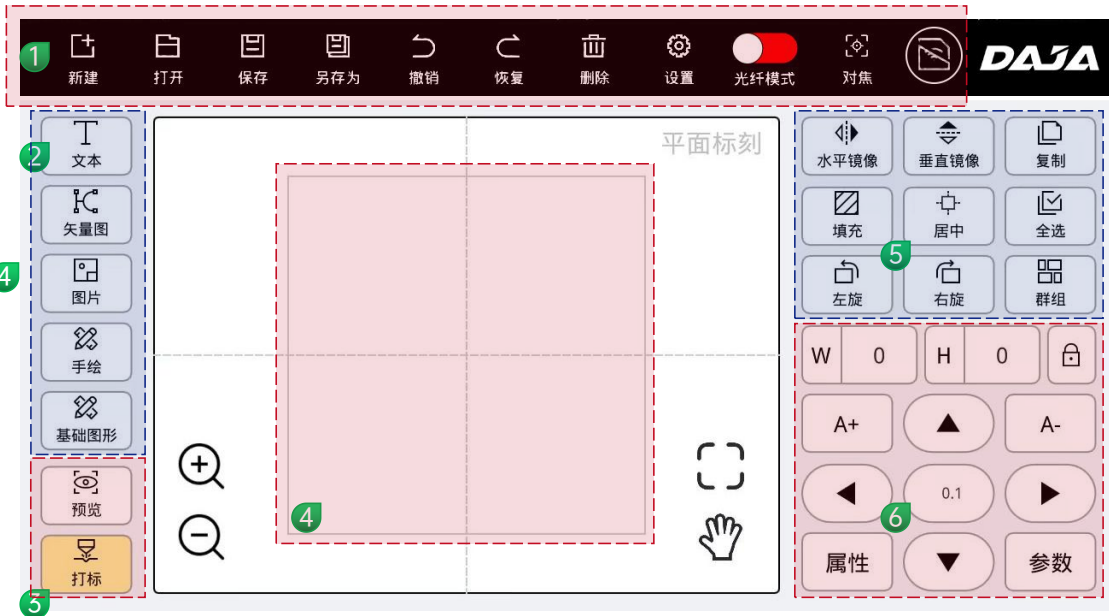 1
新建
打开
保存
另存为
撤销
恢复
删除
设置
光纤模式
对焦
DAJA
2
文本
矢量图
4
图片
手绘
基础图形
预览
打标
3
平面标刻
4
水平镜像
垂直镜像
复制
填充
居中
全选
5
左旋
右旋
群组
W 0 H 0
A+ A-
0.1
6
属性 参数